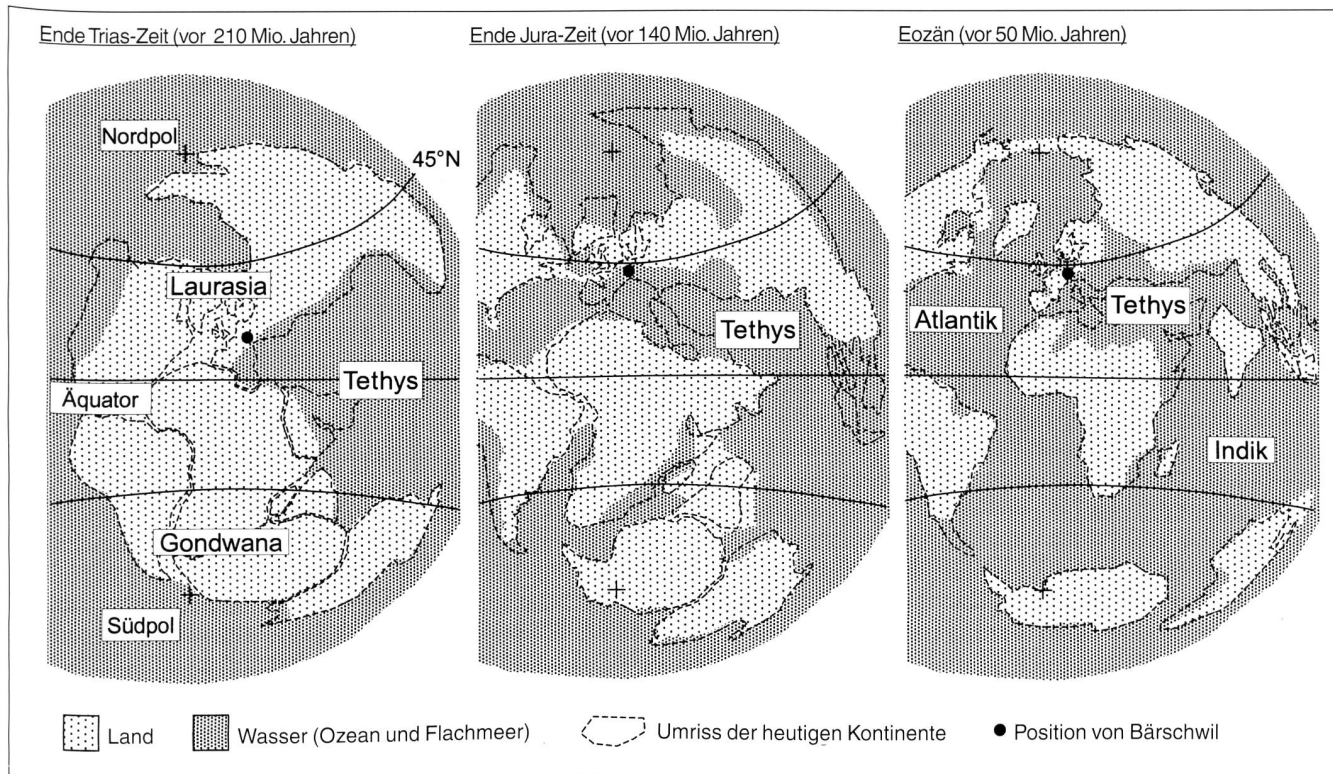 Ende Trias-Zeit (vor 210 Mio. Jahren)
Nordpol
45°N
Laurasia
Tethys
Äquator
Gondwana
Südpol
Ende Jura-Zeit (vor 140 Mio. Jahren)
Tethys
Eozän (vor 50 Mio. Jahren)
Atlantik
Tethys
Indik
Land
Wasser (Ozean und Flachmeer)
Umriss der heutigen Kontinente
Position von Bärschwil